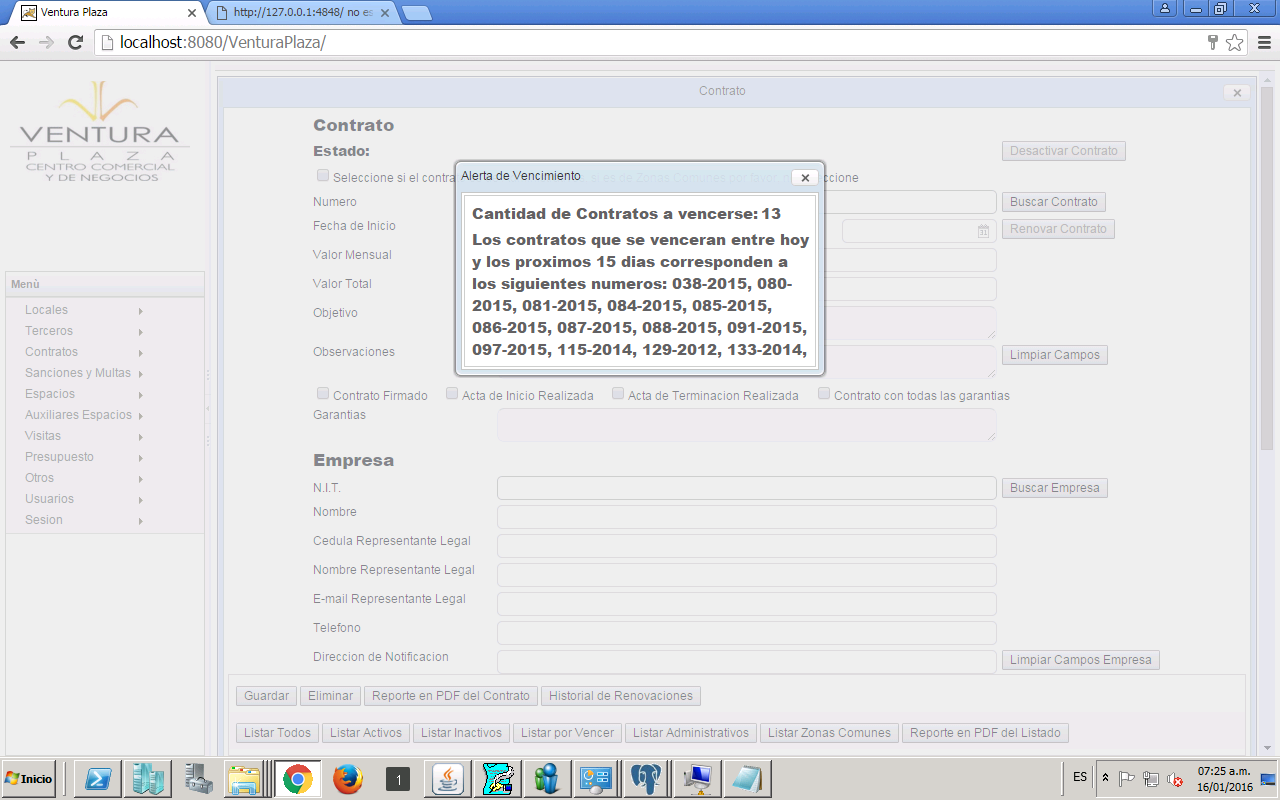 Ventura Plaza
http://127.0.0.1:4848/ no es
localhost:8080/VenturaPlaza/
VENTURA
PLAZA
CENTRO COMERCIAL
Y DE NEGOCIOS
Menù
Locales
Terceros
Contratos
Sanciones y Multas
Espacios
Auxiliares Espacios
Visitas
Presupuesto
Otros
Usuarios
Sesion
Contrato
Contrato
Estado:
Desactivar Contrato
Seleccione si el contra
es de Zonas Comunes por favor
eccione
Numero
Buscar Contrato
Fecha de Inicio
Renovar Contrato
Valor Mensual
Valor Total
Objetivo
Observaciones
Limpiar Campos
Alerta de Vencimiento
Cantidad de Contratos a vencerse: 13
Los contratos que se venceran entre hoy
y los proximos 15 dias corresponden a
los siguientes numeros: 038-2015, 080-
2015, 081-2015, 084-2015, 085-2015,
086-2015, 087-2015, 088-2015, 091-2015,
097-2015, 115-2014, 129-2012, 133-2014,
Contrato Firmado Acta de Inicio Realizada Acta de Terminacion Realizada Contrato con todas las garantias
Garantias
Empresa
N.I.T.
Buscar Empresa
Nombre
Cedula Representante Legal
Nombre Representante Legal
E-mail Representante Legal
Telefono
Direccion de Notificacion
Limpiar Campos Empresa
Guardar Eliminar Reporte en PDF del Contrato Historial de Renovaciones
Listar Todos Listar Activos Listar Inactivos Listar por Vencer Listar Administrativos Listar Zonas Comunes Reporte en PDF del Listado
Inicio
1
ES
07:25 a.m.
16/01/2016